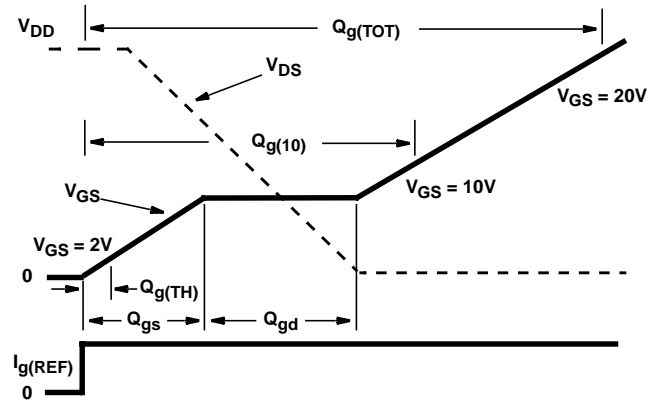 V_DD
Q_g(TOT)
V_DS
V_GS = 20V
Q_g(10)
V_GS
V_GS = 10V
V_GS = 2V
0
Q_g(TH)
Q_gs
Q_gd
I_g(REF)
0